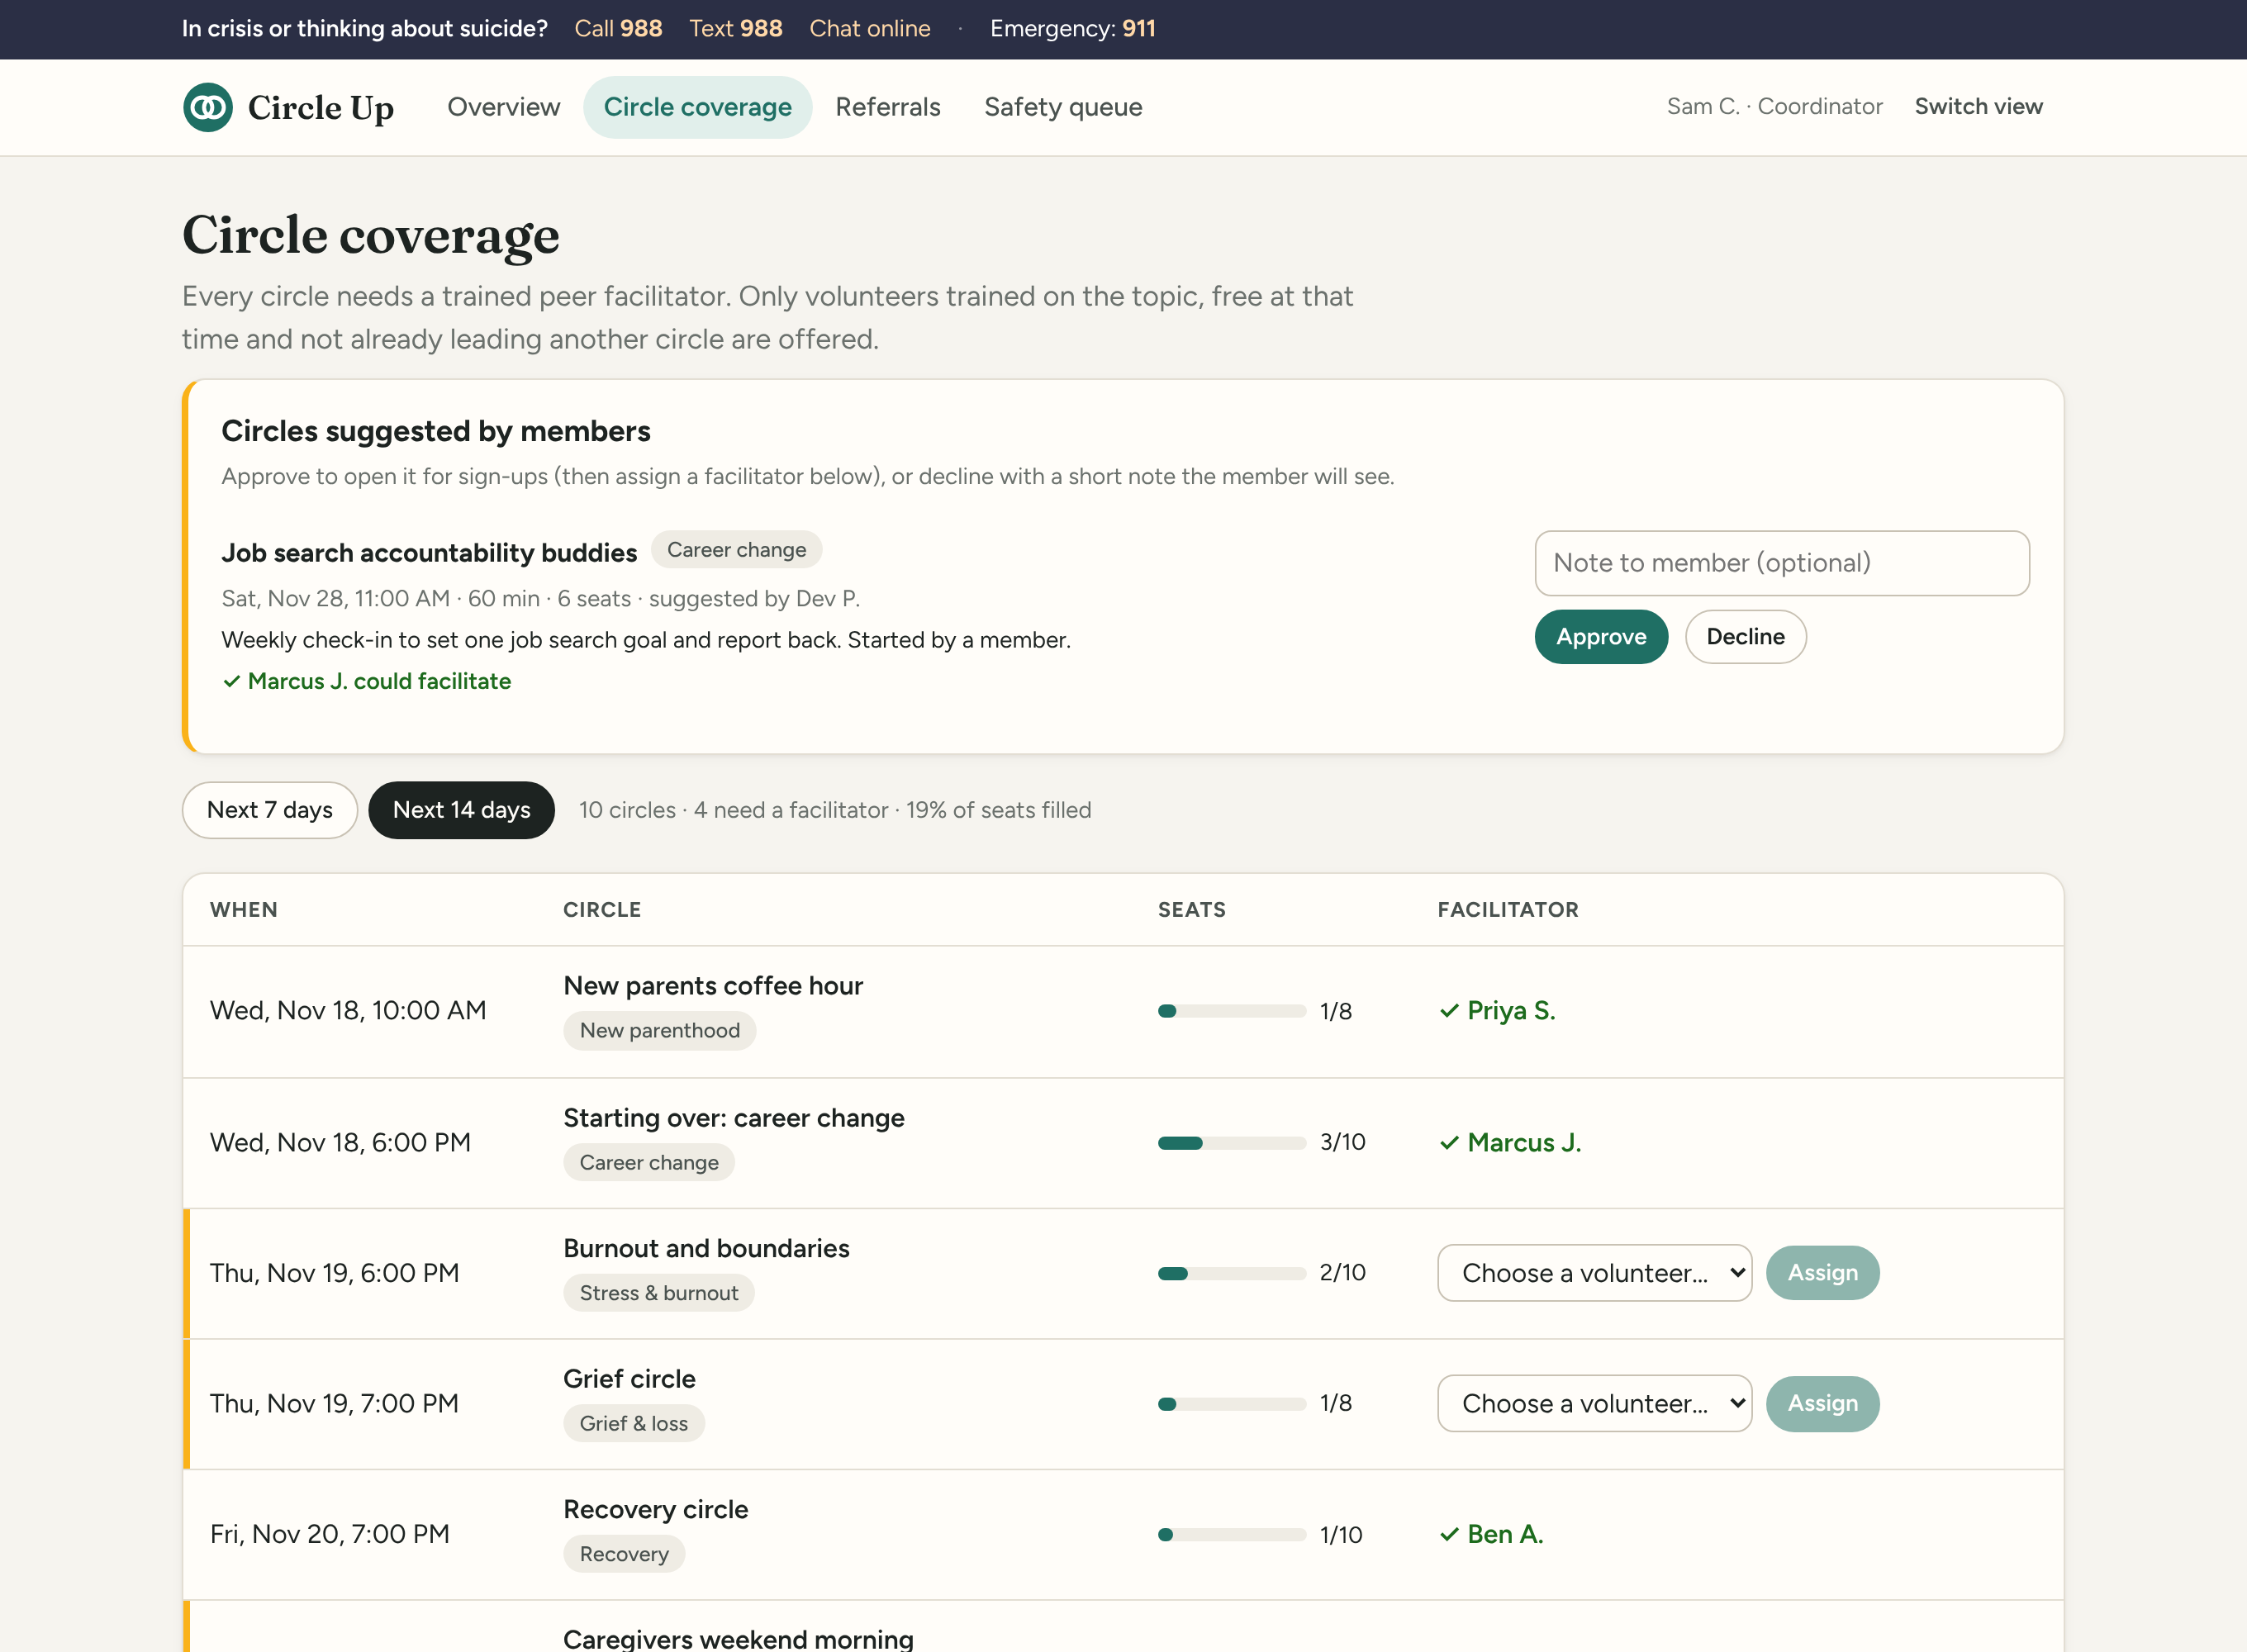 In crisis or thinking about suicide? Call 988 Text 988 Chat online · Emergency: 911
Circle Up Overview Circle coverage Referrals Safety queue Sam C. · Coordinator Switch view
Circle coverage
Every circle needs a trained peer facilitator. Only volunteers trained on the topic, free at that
time and not already leading another circle are offered.
Circles suggested by members
Approve to open it for sign-ups (then assign a facilitator below), or decline with a short note the member will see.
Job search accountability buddies Career change
Sat, Nov 28, 11:00 AM · 60 min · 6 seats · suggested by Dev P.
Weekly check-in to set one job search goal and report back. Started by a member.
✓ Marcus J. could facilitate
Note to member (optional)
Approve Decline
Next 7 days Next 14 days 10 circles · 4 need a facilitator · 19% of seats filled
WHEN CIRCLE SEATS FACILITATOR
Wed, Nov 18, 10:00 AM New parents coffee hour 1/8 ✓ Priya S.
New parenthood
Wed, Nov 18, 6:00 PM Starting over: career change 3/10 ✓ Marcus J.
Career change
Thu, Nov 19, 6:00 PM Burnout and boundaries 2/10 Choose a volunteer... Assign
Stress & burnout
Thu, Nov 19, 7:00 PM Grief circle 1/8 Choose a volunteer... Assign
Grief & loss
Fri, Nov 20, 7:00 PM Recovery circle 1/10 ✓ Ben A.
Recovery
Caregivers weekend morning